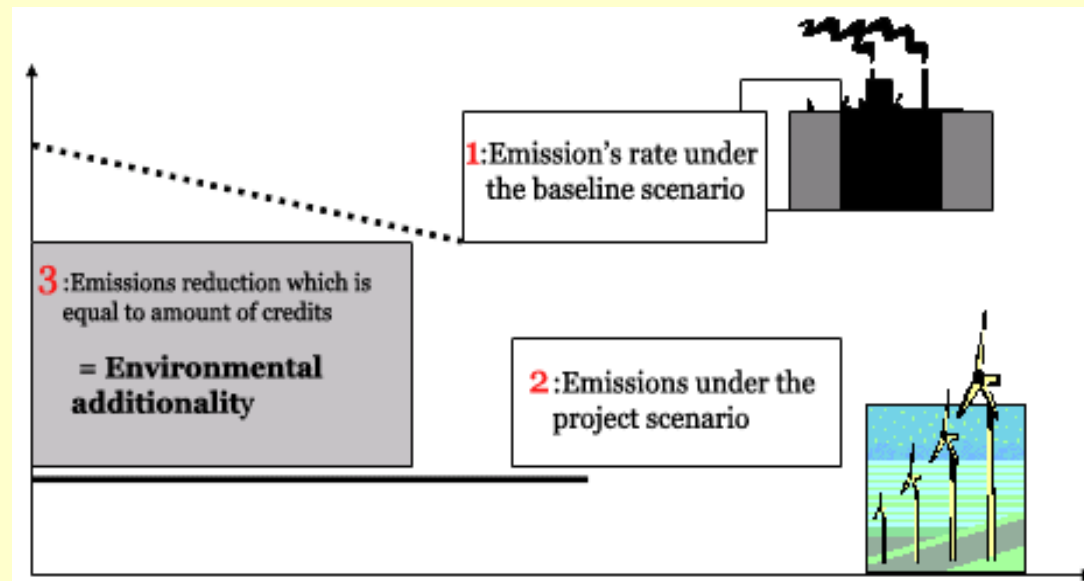 1:Emission's rate under
the baseline scenario
3:Emissions reduction which is
equal to amount of credits
= Environmental
additionality
2:Emissions under the
project scenario